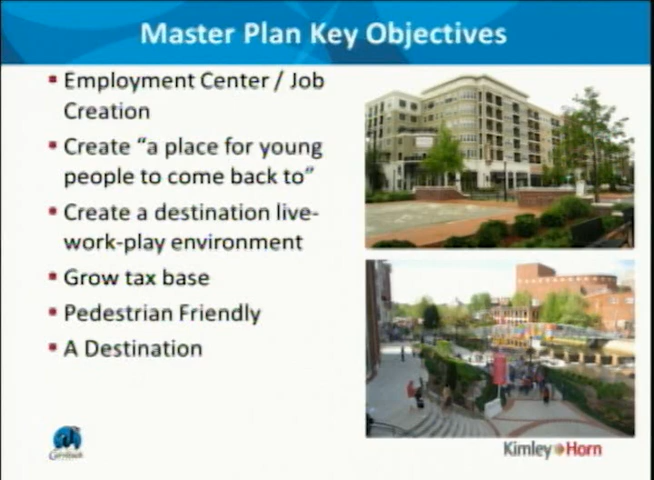 Master Plan Key Objectives
Employment Center / Job
Creation
Create “a place for young
people to come back to”
Create a destination live-
work-play environment
Grow tax base
Pedestrian Friendly
A Destination
Kimley Horn